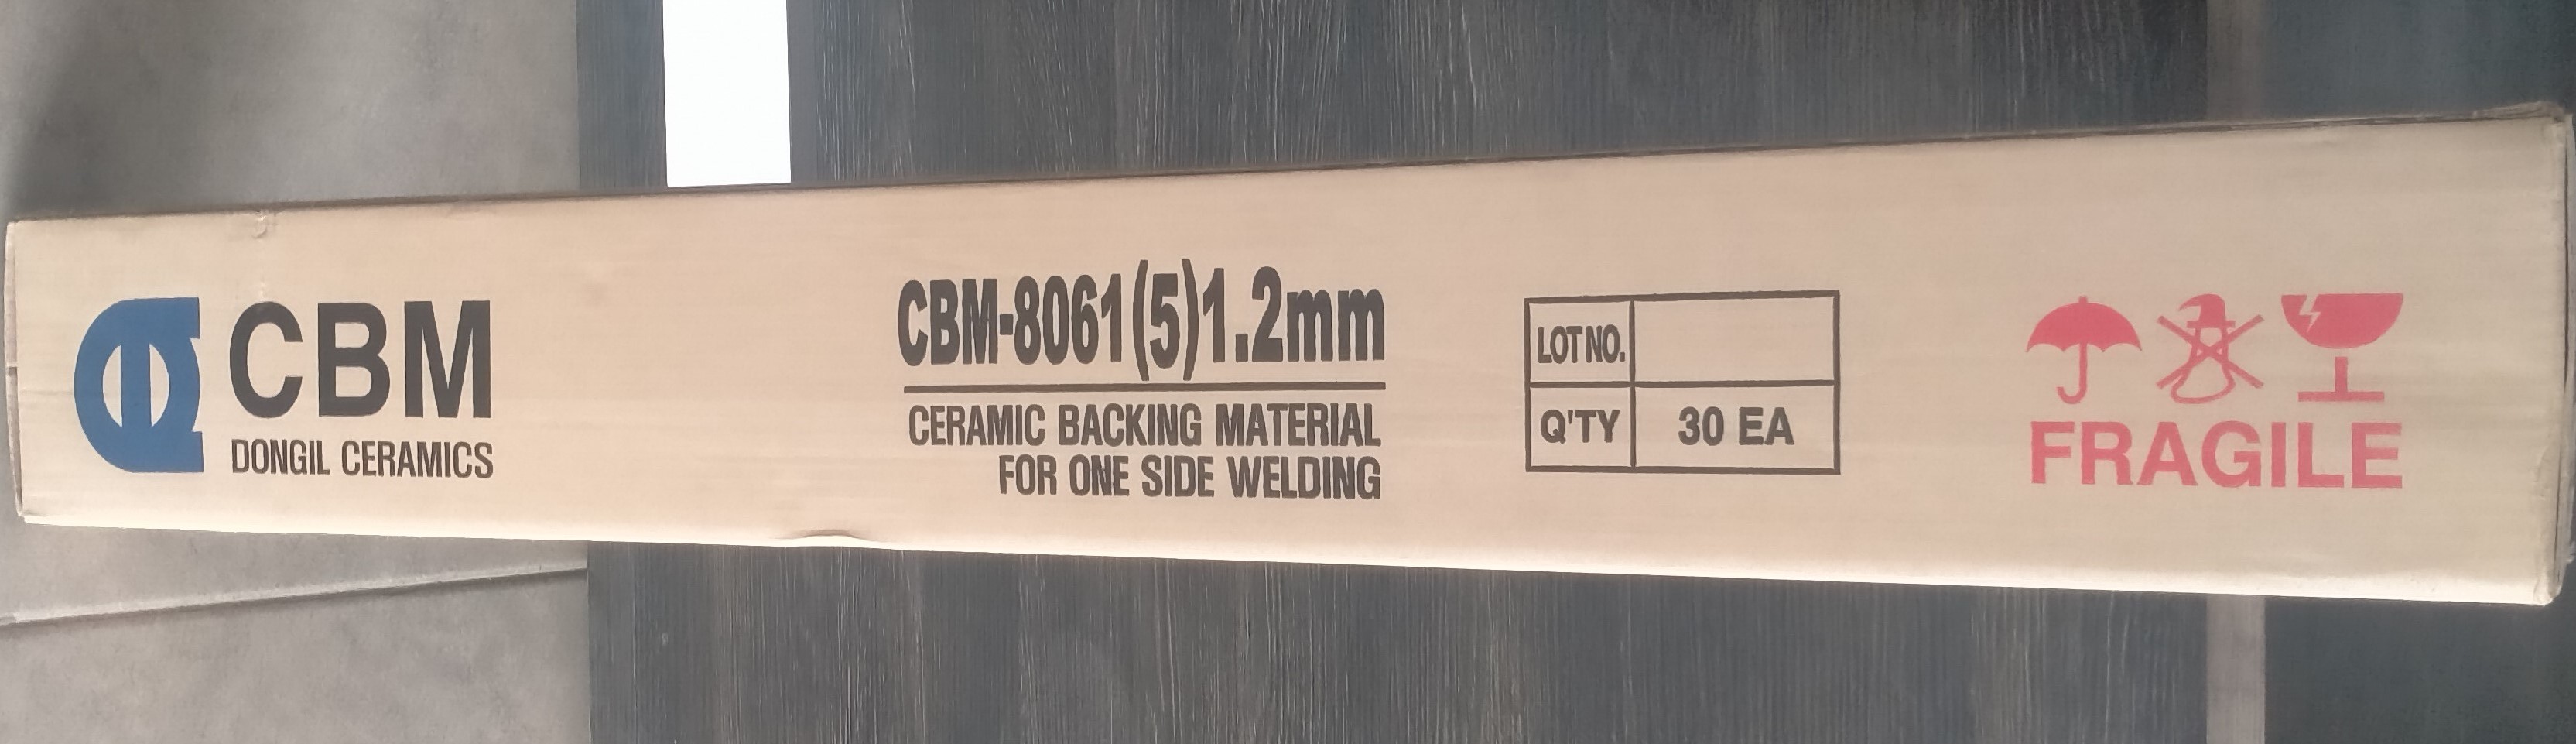 CBM
DONGIL CERAMICS
CBM-8061(5)1.2mm
CERAMIC BACKING MATERIAL
FOR ONE SIDE WELDING
LOT NO.
Q'TY 30 EA
FRAGILE